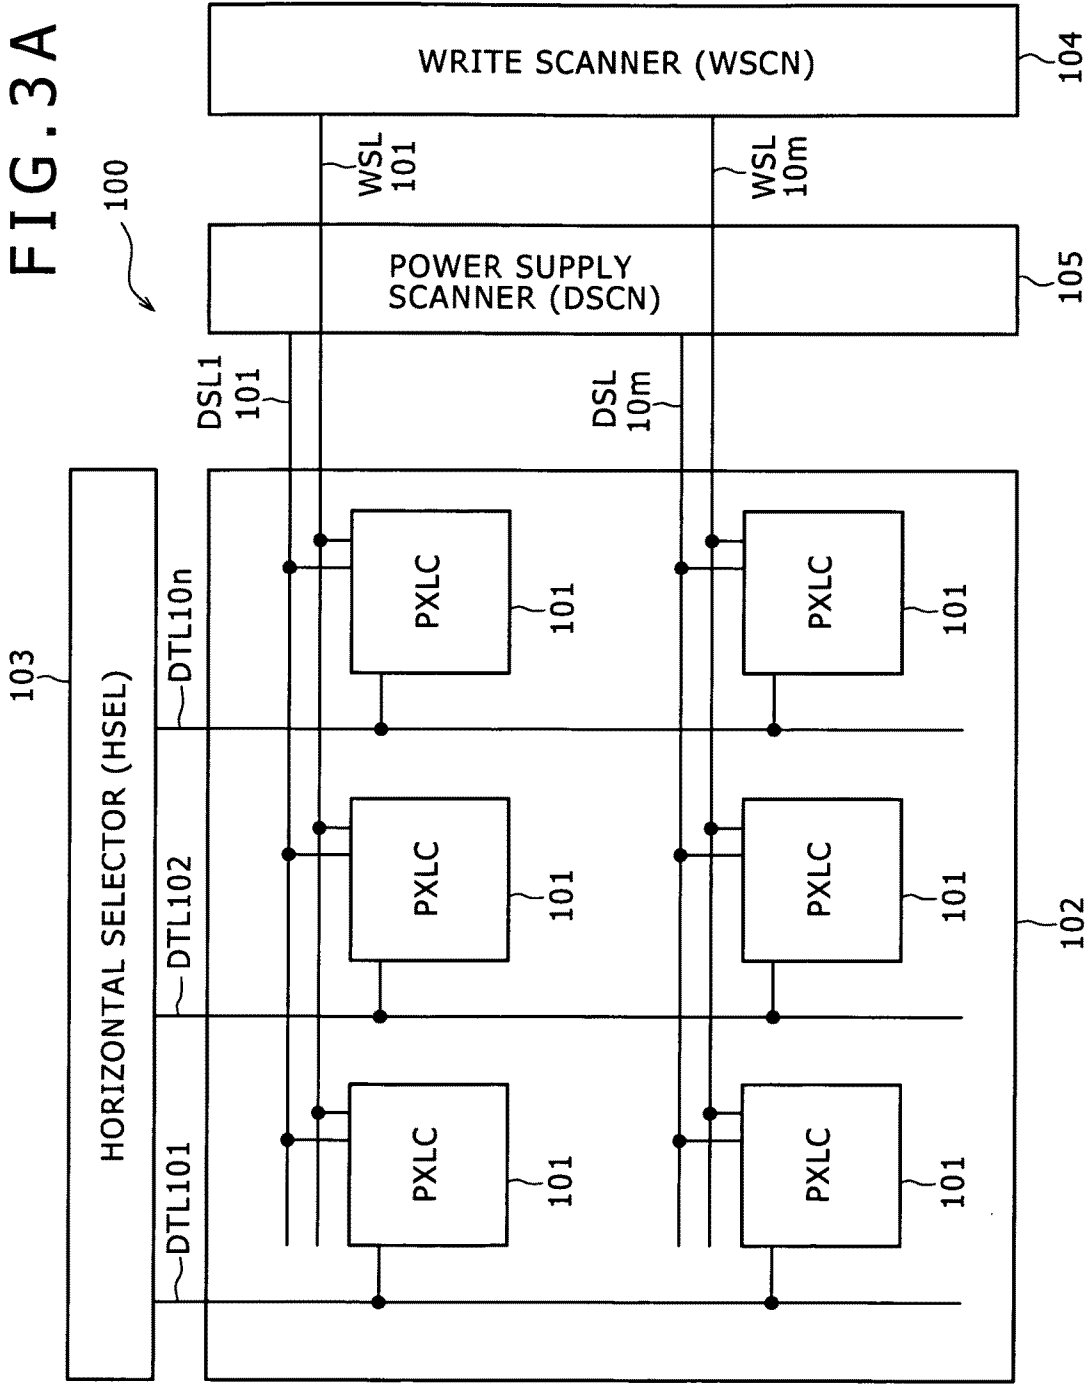 FIG.3A
100
103
HORIZONTAL SELECTOR (HSEL)
DTL101
DTL102
DTL10n
DSL1
101
WSL
101
POWER SUPPLY
SCANNER (DSCN)
WRITE SCANNER (WSCN)
PXLC
101
PXLC
101
PXLC
101
DSL
10m
WSL
10m
PXLC
101
PXLC
101
PXLC
101
102
105
104